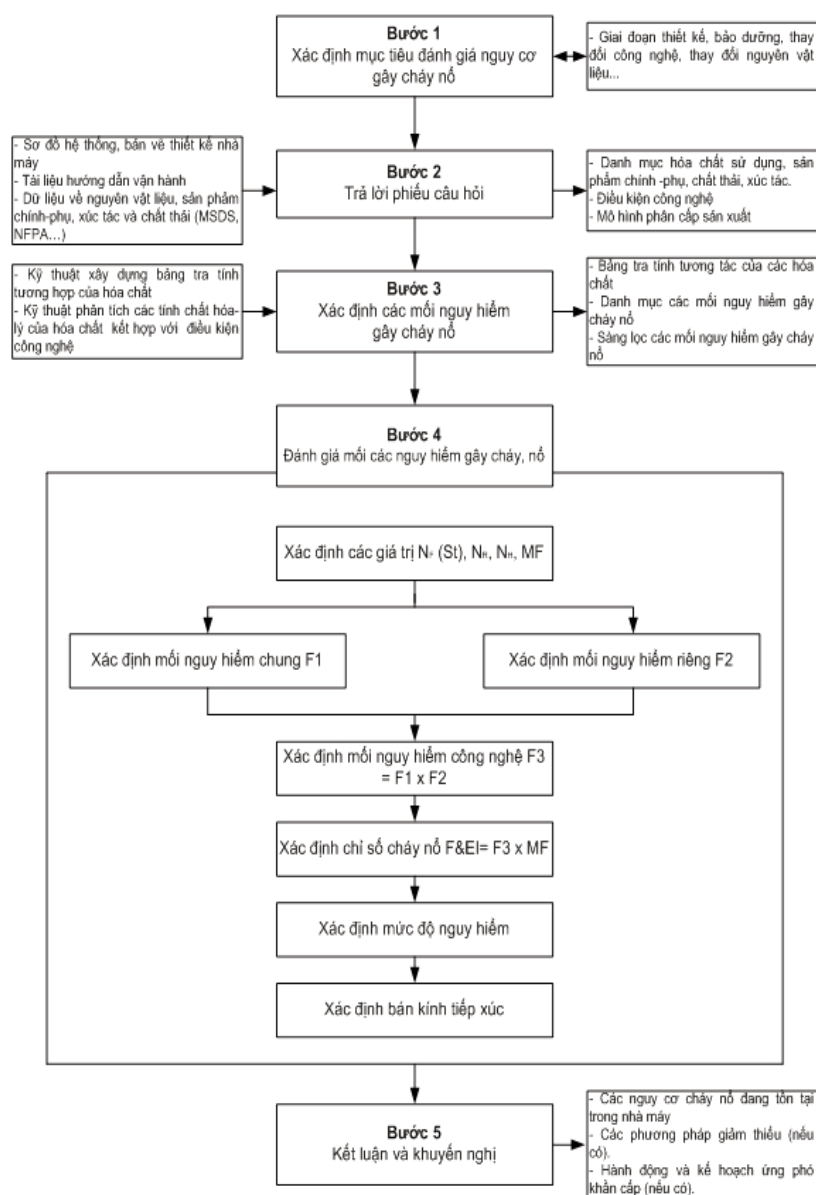 Bước 1
Xác định mục tiêu đánh giá nguy cơ
gây cháy nổ
- Giai đoạn thiết kế, bảo dưỡng, thay
đổi công nghệ, thay đổi nguyên vật
liệu...
- Sơ đồ hệ thống, bản vẽ thiết kế nhà
máy
- Tài liệu hướng dẫn vận hành
- Dữ liệu về nguyên vật liệu, sản phẩm
chính-phụ, xúc tác và chất thải (MSDS,
NFPA...)
Bước 2
Trả lời phiếu câu hỏi
- Danh mục hóa chất sử dụng, sản
phẩm chính -phụ, chất thải, xúc tác.
- Điều kiện công nghệ
- Mô hình phân cấp sản xuất
- Kỹ thuật xây dựng bảng tra tính
tương hợp của hóa chất
- Kỹ thuật phân tích các tính chất hóa-
lý của hóa chất kết hợp với điều kiện
công nghệ
Bước 3
Xác định các mối nguy hiểm
gây cháy nổ
- Bảng tra tính tương tác của các hóa
chất
- Danh mục các mối nguy hiểm gây
cháy nổ
- Sàng lọc các mối nguy hiểm gây cháy
nổ
Bước 4
Đánh giá mối các nguy hiểm gây cháy, nổ
Xác định các giá trị N (St), N, N, MF
Xác định mối nguy hiểm chung F1
Xác định mối nguy hiểm riêng F2
Xác định mối nguy hiểm công nghệ F3
= F1 x F2
Xác định chỉ số cháy nổ F&EI= F3 x MF
Xác định mức độ nguy hiểm
Xác định bán kính tiếp xúc
Bước 5
Kết luận và khuyến nghị
- Các nguy cơ cháy nổ đang tồn tại
trong nhà máy
- Các phương pháp giảm thiểu (nếu
có).
- Hành động và kế hoạch ứng phó
khẩn cấp (nếu có).